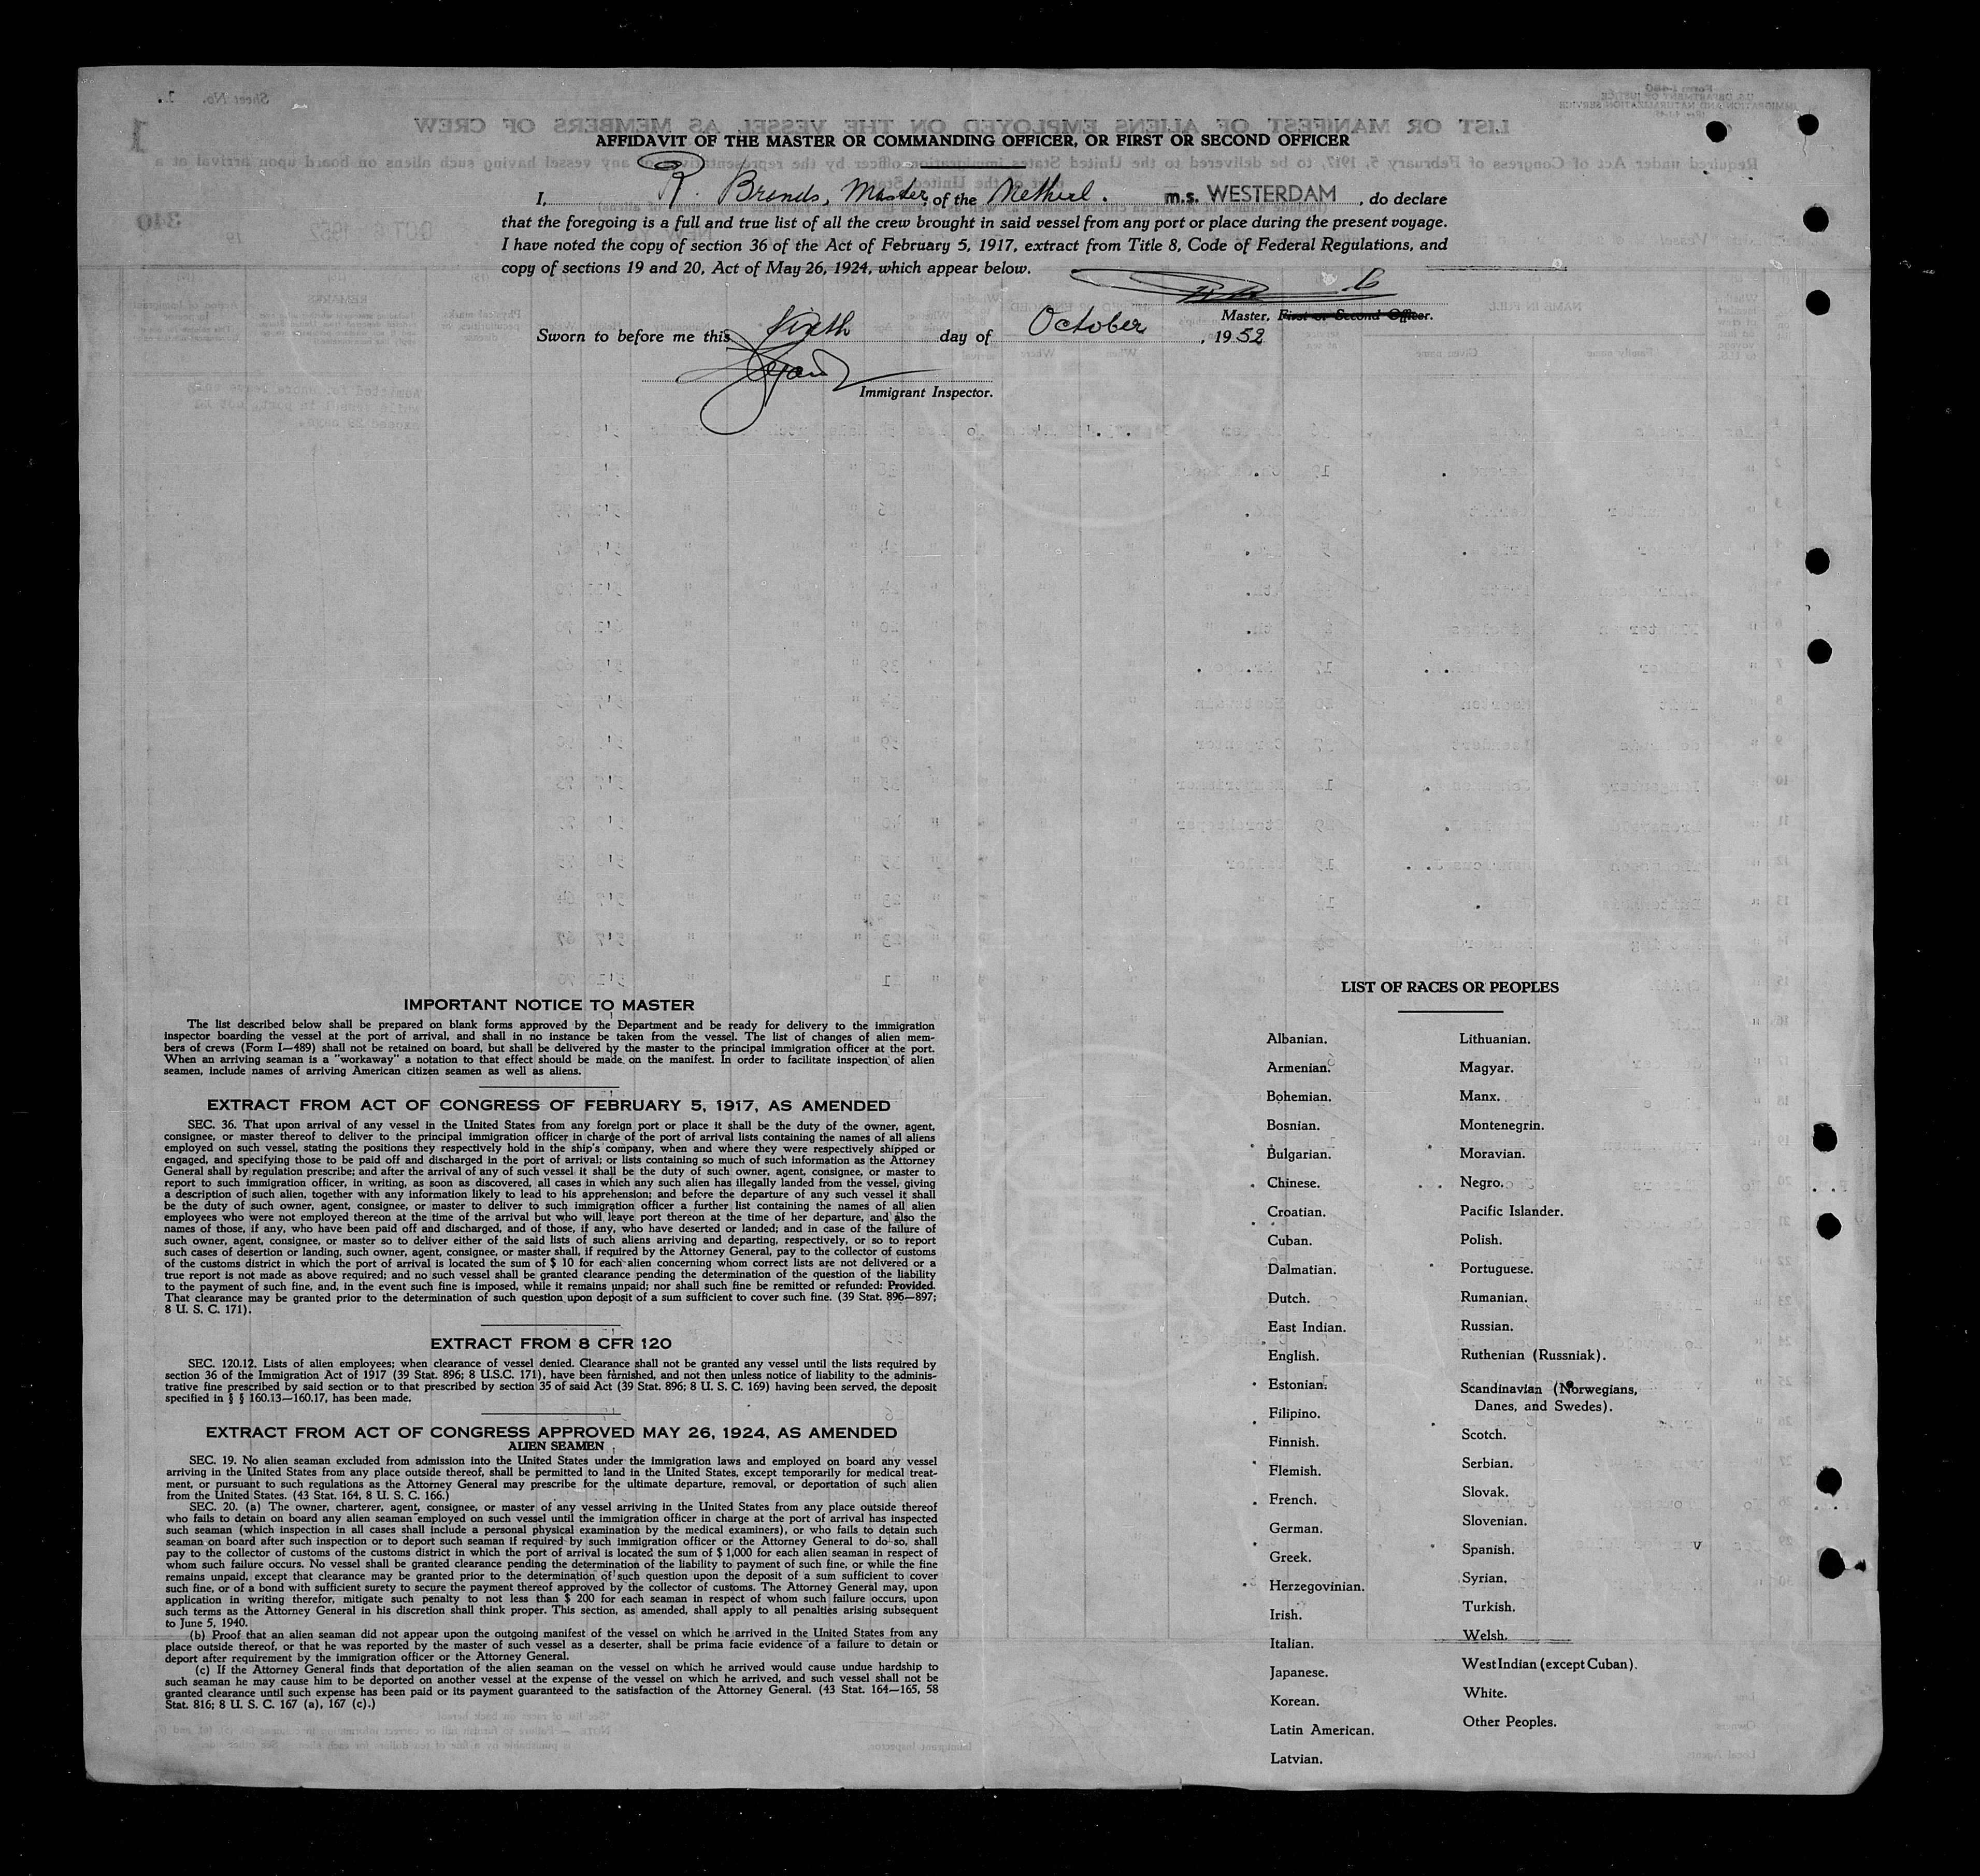 AFFIDAVIT OF THE MASTER OR COMMANDING OFFICER, OR FIRST OR SECOND OFFICER
I, R. Brands, Master, of the Netherl. m.s. WESTERDAM, do declare
that the foregoing is a full and true list of all the crew brought in said vessel from any port or place during the present voyage.
I have noted the copy of section 36 of the Act of February 5, 1917, extract from Title 8, Code of Federal Regulations, and
copy of sections 19 and 20, Act of May 26, 1924, which appear below.
Master, First or Second Officer.
Sworn to before me this sixth day of October, 1952
Immigrant Inspector.
IMPORTANT NOTICE TO MASTER
The list described below shall be prepared on blank forms approved by the Department and be ready for delivery to the immigration
inspector boarding the vessel at the port of arrival, and shall in no instance be taken from the vessel. The list of changes of alien mem-
bers of crews (Form I—489) shall not be retained on board, but shall be delivered by the master to the principal immigration officer at the port.
When an arriving seaman is a "workaway" a notation to that effect should be made on the manifest. In order to facilitate inspection of alien
seamen, include names of arriving American citizen seamen as well as aliens.
EXTRACT FROM ACT OF CONGRESS OF FEBRUARY 5, 1917, AS AMENDED
SEC. 36. That upon arrival of any vessel in the United States from any foreign port or place it shall be the duty of the owner, agent,
consignee, or master thereof to deliver to the principal immigration officer in charge of the port of arrival lists containing the names of all aliens
employed on such vessel, stating the positions they respectively hold in the ship's company, when and where they were respectively shipped or
engaged, and specifying those to be paid off and discharged in the port of arrival; or lists containing so much of such information as the Attorney
General shall by regulation prescribe; and after the arrival of any of such vessel it shall be the duty of such owner, agent, consignee, or master to
report to such immigration officer, in writing, as soon as discovered, all cases in which any such alien has illegally landed from the vessel, giving
a description of such alien, together with any information likely to lead to his apprehension; and before the departure of any such vessel it shall
be the duty of such owner, agent, consignee, or master to deliver to such immigration officer a further list containing the names of all alien
employees who were not employed thereon at the time of the arrival but who will leave port thereon at the time of her departure, and also the
names of those, if any, who have been paid off and discharged, and of those, if any, who have deserted or landed; and in case of the failure of
such owner, agent, consignee, or master so to deliver either of the said lists of such aliens arriving and departing, respectively, or so to report
such cases of desertion or landing, such owner, agent, consignee, or master shall, if required by the Attorney General, pay to the collector of customs
of the customs district in which the port of arrival is located the sum of $ 10 for each alien concerning whom correct lists are not delivered or a
true report is not made as above required; and no such vessel shall be granted clearance pending the determination of the question of the liability
to the payment of such fine, and, in the event such fine is imposed, while it remains unpaid; nor shall such fine be remitted or refunded: Provided.
That clearance may be granted prior to the determination of such question upon deposit of a sum sufficient to cover such fine. (39 Stat. 896—897;
8 U. S. C. 171).
EXTRACT FROM 8 CFR 120
SEC. 120.12. Lists of alien employees; when clearance of vessel denied. Clearance shall not be granted any vessel until the lists required by
section 36 of the Immigration Act of 1917 (39 Stat. 896; 8 U.S.C. 171), have been furnished, and not then unless notice of liability to the adminis-
trative fine prescribed by said section or to that prescribed by section 35 of said Act (39 Stat. 896; 8 U. S. C. 169) having been served, the deposit
specified in § § 160.13—160.17, has been made.
EXTRACT FROM ACT OF CONGRESS APPROVED MAY 26, 1924, AS AMENDED
ALIEN SEAMEN
SEC. 19. No alien seaman excluded from admission into the United States under the immigration laws and employed on board any vessel
arriving in the United States from any place outside thereof, shall be permitted to land in the United States, except temporarily for medical treat-
ment, or pursuant to such regulations as the Attorney General may prescribe for the ultimate departure, removal, or deportation of such alien
from the United States. (43 Stat. 164, 8 U. S. C. 166.)
SEC. 20. (a) The owner, charterer, agent, consignee, or master of any vessel arriving in the United States from any place outside thereof
who fails to detain on board any alien seaman employed on such vessel until the immigration officer in charge at the port of arrival has inspected
such seaman (which inspection in all cases shall include a personal physical examination by the medical examiners), or who fails to detain such
seaman on board after such inspection or to deport such seaman if required by such immigration officer or the Attorney General to do so, shall
pay to the collector of customs of the customs district in which the port of arrival is located the sum of $ 1,000 for each alien seaman in respect of
whom such failure occurs. No vessel shall be granted clearance pending the determination of the liability to payment of such fine, or while the fine
remains unpaid, except that clearance may be granted prior to the determination of such question upon the deposit of a sum sufficient to cover
such fine, or of a bond with sufficient surety to secure the payment thereof approved by the collector of customs. The Attorney General may, upon
application in writing therefor, mitigate such penalty to not less than $ 200 for each seaman in respect of whom such failure occurs, upon
such terms as the Attorney General in his discretion shall think proper. This section, as amended, shall apply to all penalties arising subsequent
to June 5, 1940.
(b) Proof that an alien seaman did not appear upon the outgoing manifest of the vessel on which he arrived in the United States from any
place outside thereof, or that he was reported by the master of such vessel as a deserter, shall be prima facie evidence of a failure to detain or
deport after requirement by the immigration officer or the Attorney General.
(c) If the Attorney General finds that deportation of the alien seaman on the vessel on which he arrived would cause undue hardship to
such seaman he may cause him to be deported on another vessel at the expense of the vessel on which he arrived, and such vessel shall not be
granted clearance until such expense has been paid or its payment guaranteed to the satisfaction of the Attorney General. (43 Stat. 164—165, 58
Stat. 816; 8 U. S. C. 167 (a), 167 (c).)
LIST OF RACES OR PEOPLES
Albanian.
Armenian.
Bohemian.
Bosnian.
Bulgarian.
Chinese.
Croatian.
Cuban.
Dalmatian.
Dutch.
East Indian.
English.
Estonian.
Filipino.
Finnish.
Flemish.
French.
German.
Greek.
Herzegovinian.
Irish.
Italian.
Japanese.
Korean.
Latin American.
Latvian.
Lithuanian.
Magyar.
Manx.
Montenegrin.
Moravian.
Negro.
Pacific Islander.
Polish.
Portuguese.
Rumanian.
Russian.
Ruthenian (Russniak).
Scandinavian (Norwegians,
Danes, and Swedes).
Scotch.
Serbian.
Slovak.
Slovenian.
Spanish.
Syrian.
Turkish.
Welsh.
West Indian (except Cuban).
White.
Other Peoples.